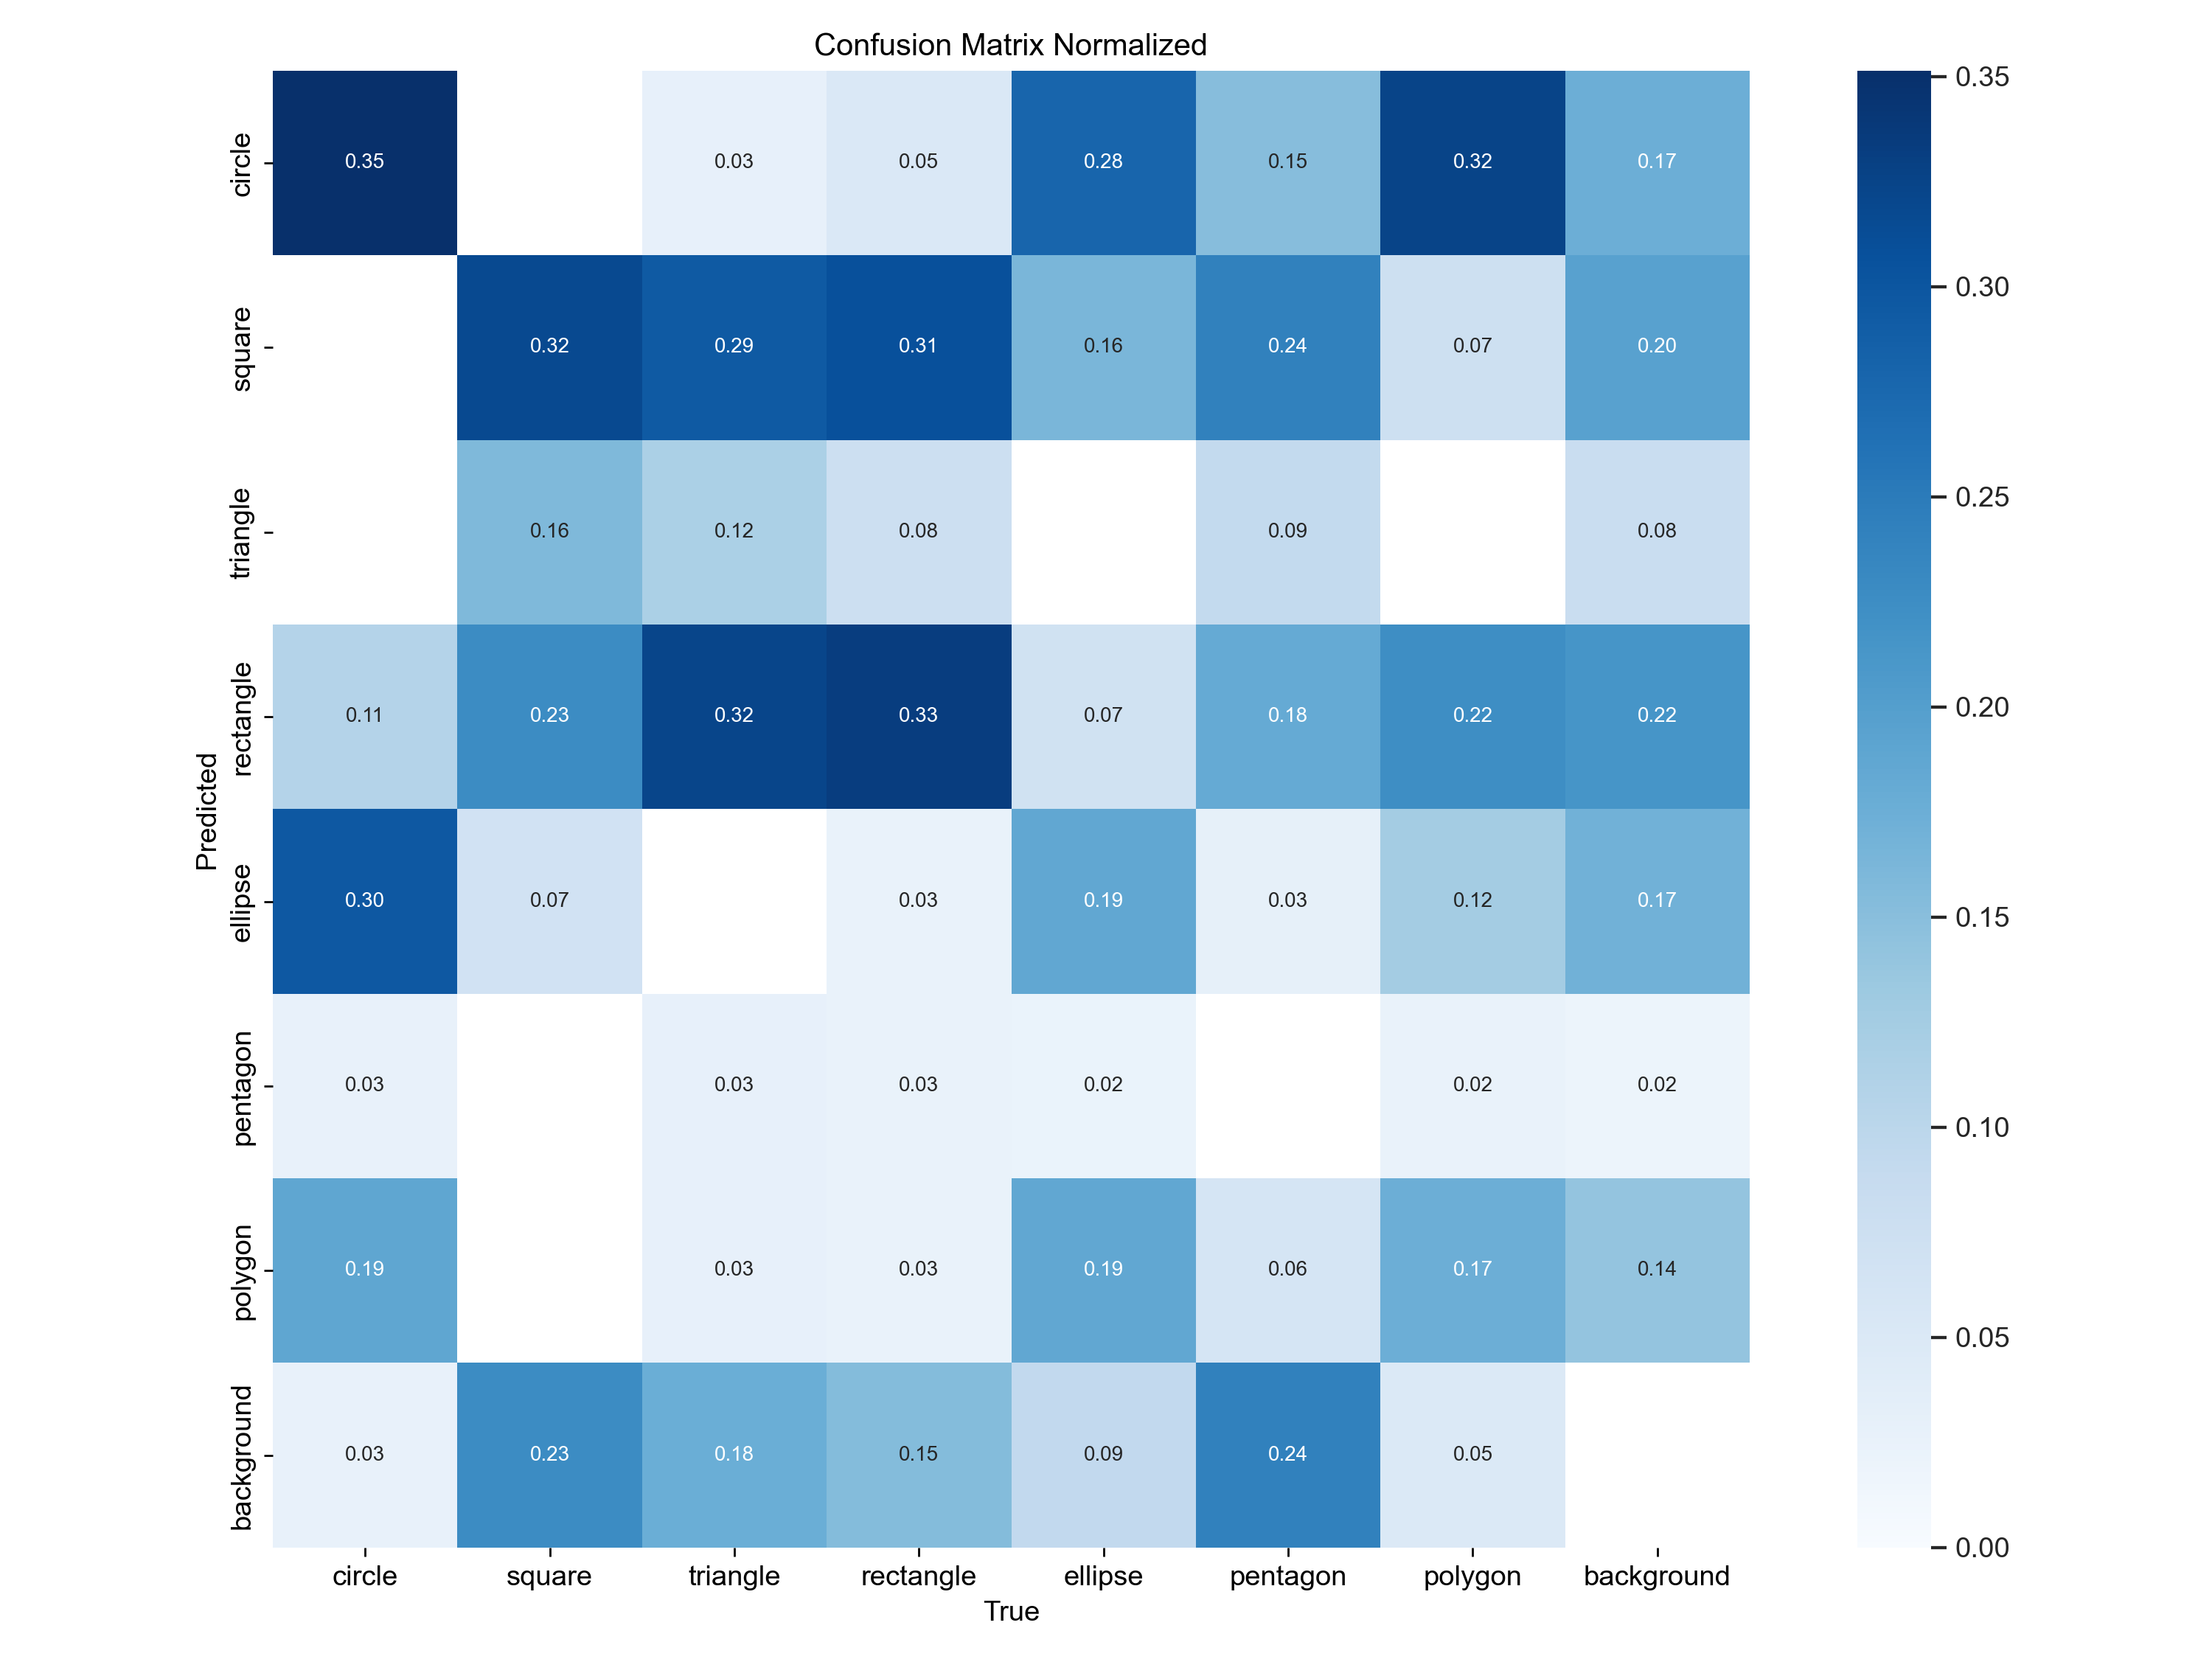 Confusion Matrix Normalized
circle 0.35 0.03 0.05 0.28 0.15 0.32 0.17
square 0.32 0.29 0.31 0.16 0.24 0.07 0.20
triangle 0.16 0.12 0.08 0.09 0.08
rectangle 0.11 0.23 0.32 0.33 0.07 0.18 0.22 0.22
ellipse 0.30 0.07 0.03 0.19 0.03 0.12 0.17
pentagon 0.03 0.03 0.03 0.02 0.02 0.02
polygon 0.19 0.03 0.03 0.19 0.06 0.17 0.14
background 0.03 0.23 0.18 0.15 0.09 0.24 0.05
Predicted
circle square triangle rectangle ellipse pentagon polygon background
True
0.35
0.30
0.25
0.20
0.15
0.10
0.05
0.00